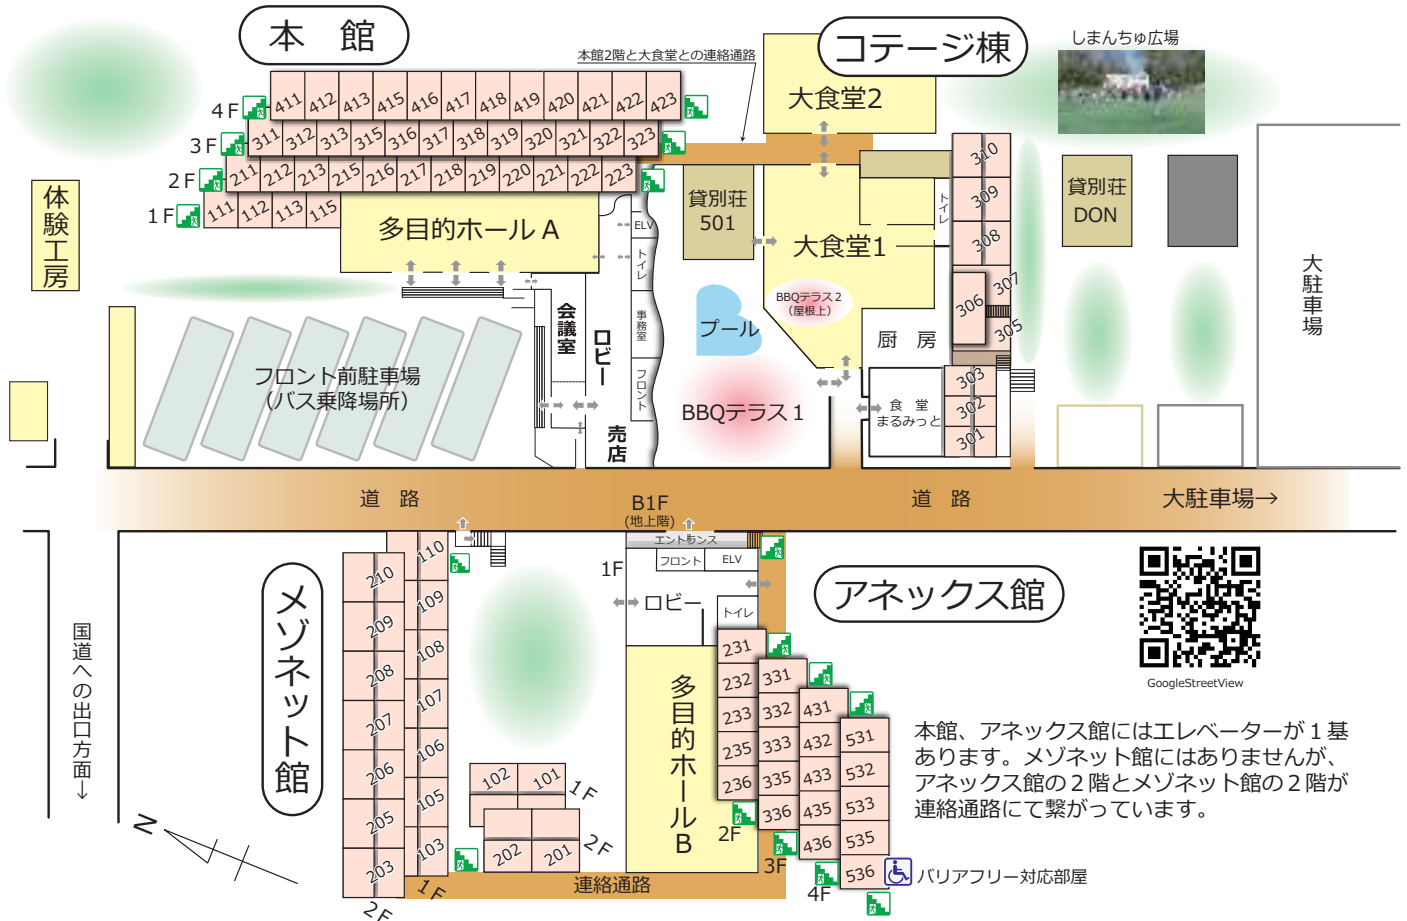 本 館
本館2階と大食堂との連絡通路
コテージ棟
しまんちゅ広場
大食堂2
4F
411 412 413 415 416 417 418 419 420 421 422 423
3F
311 312 313 315 316 317 318 319 320 321 322 323
2F
211 212 213 215 216 217 218 219 220 221 222 223
1F
111 112 113 115
多目的ホール A
体験工房
ELV
トイレ
事務室
フロント
会議室
ロビー
売店
貸別荘
501
大食堂1
トイレ
BBQテラス2
(屋根上)
プール
BBQテラス1
厨 房
食 堂
まるみっと
310
309
308
307
306
305
303
302
301
貸別荘
DON
大駐車場
フロント前駐車場
(バス乗降場所)
道 路
B1F
(地上階)
道 路
大駐車場→
エントランス
フロント
ELV
1F
ロビー
トイレ
アネックス館
メゾネット館
国道への出口方面→
N
110
109
108
107
106
105
103
1F
210
209
208
207
206
205
203
2F
102 101
1F
202 201
2F
多目的ホールB
231
232
233
235
236
2F
331
332
333
335
336
3F
431
432
433
435
436
4F
531
532
533
535
536
連絡通路
バリアフリー対応部屋
GoogleStreetView
本館、アネックス館にはエレベーターが1基
あります。メゾネット館にはありませんが、
アネックス館の2階とメゾネット館の2階が
連絡通路にて繋がっています。